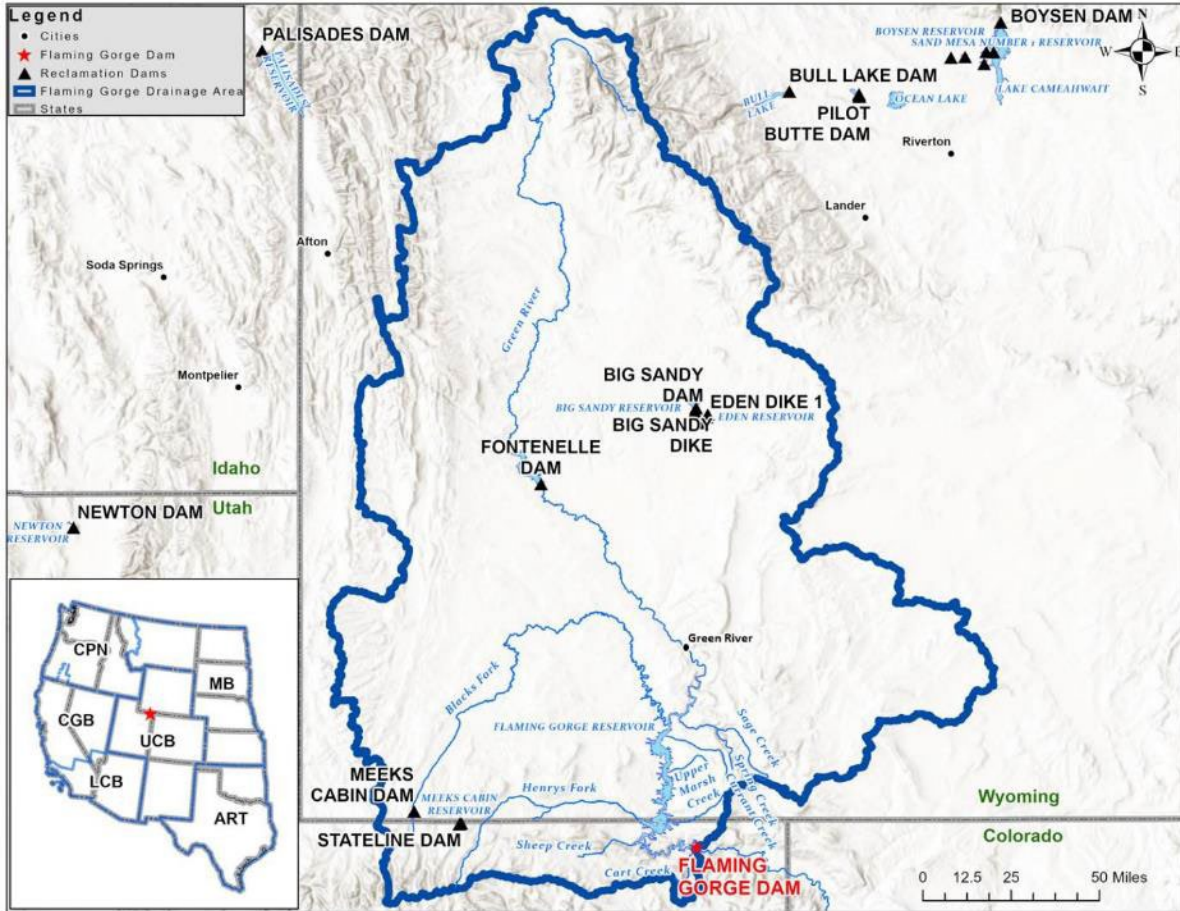 Legend
Cities
Flaming Gorge Dam
Reclamation Dams
Flaming Gorge Drainage Area
States
PALISADES DAM
PALISADES
RESERVOIR
BOYSEN DAM
BOYSEN RESERVOIR
SAND MESA NUMBER 1 RESERVOIR
N
W
E
S
BULL LAKE DAM
BULL
LAKE
PILOT
BUTTE DAM
OCEAN LAKE
LAKE CAMEAHWAIT
Riverton
Lander
Afton
Soda Springs
Montpelier
Green River
BIG SANDY
DAM
BIG SANDY RESERVOIR
EDEN DIKE 1
EDEN RESERVOIR
BIG SANDY
DIKE
FONTENELLE
DAM
Idaho
Utah
NEWTON DAM
NEWTON
RESERVOIR
Green River
Blacks Fork
FLAMING GORGE RESERVOIR
Sage Creek
Spring Creek
Currant Creek
Upper
Marsh
Creek
MEEKS
CABIN DAM
MEEKS CABIN
RESERVOIR
Henrys Fork
Wyoming
Colorado
STATELINE DAM
Sheep Creek
Cart Creek
FLAMING
GORGE DAM
0 12.5 25 50 Miles
CPN
MB
CGB
UCB
LCB
ART